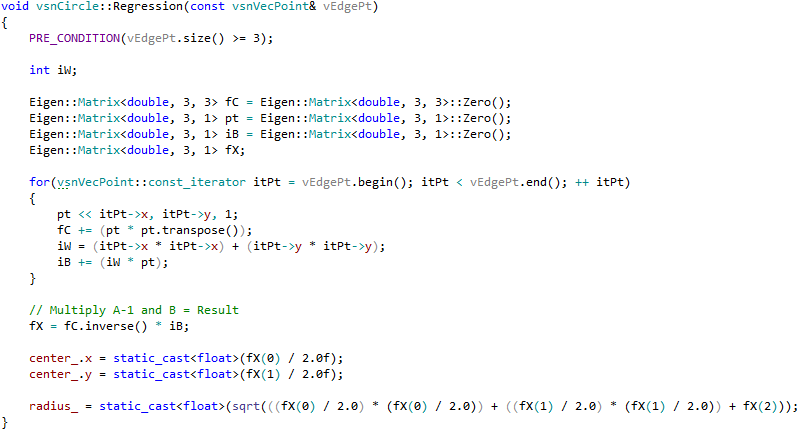 void vsnCircle::Regression(const vsnVecPoint& vEdgePt)
{
    PRE_CONDITION(vEdgePt.size() >= 3);

    int iW;

    Eigen::Matrix<double, 3, 3> fC = Eigen::Matrix<double, 3, 3>::Zero();
    Eigen::Matrix<double, 3, 1> pt = Eigen::Matrix<double, 3, 1>::Zero();
    Eigen::Matrix<double, 3, 1> iB = Eigen::Matrix<double, 3, 1>::Zero();
    Eigen::Matrix<double, 3, 1> fX;

    for(vsnVecPoint::const_iterator itPt = vEdgePt.begin(); itPt < vEdgePt.end(); ++ itPt)
    {
        pt << itPt->x, itPt->y, 1;
        fC += (pt * pt.transpose());
        iW = (itPt->x * itPt->x) + (itPt->y * itPt->y);
        iB += (iW * pt);
    }

    // Multiply A-1 and B = Result
    fX = fC.inverse() * iB;

    center_.x = static_cast<float>(fX(0) / 2.0f);
    center_.y = static_cast<float>(fX(1) / 2.0f);

    radius_ = static_cast<float>(sqrt(((fX(0) / 2.0) * (fX(0) / 2.0)) + ((fX(1) / 2.0) * (fX(1) / 2.0)) + fX(2)));
}